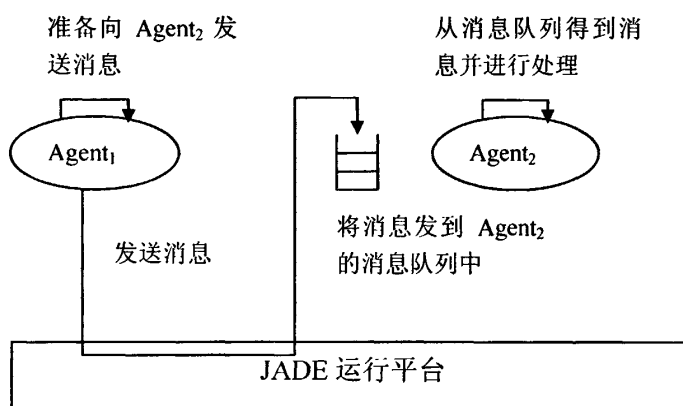 准备向 Agent₂ 发
送消息
从消息队列得到消
息并进行处理
Agent₁
Agent₂
发送消息
将消息发到 Agent₂
的消息队列中
JADE 运行平台